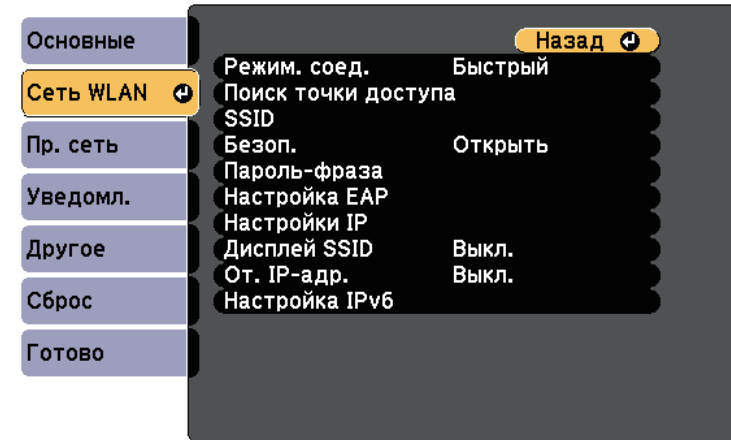 Основные
Сеть WLAN
Пр. сеть
Уведомл.
Другое
Сброс
Готово
Назад
Режим. соед. Быстрый
Поиск точки доступа
SSID
Безоп. Открыть
Пароль-фраза
Настройка EAP
Настройки IP
Дисплей SSID Выкл.
От. IP-адр. Выкл.
Настройка IPv6